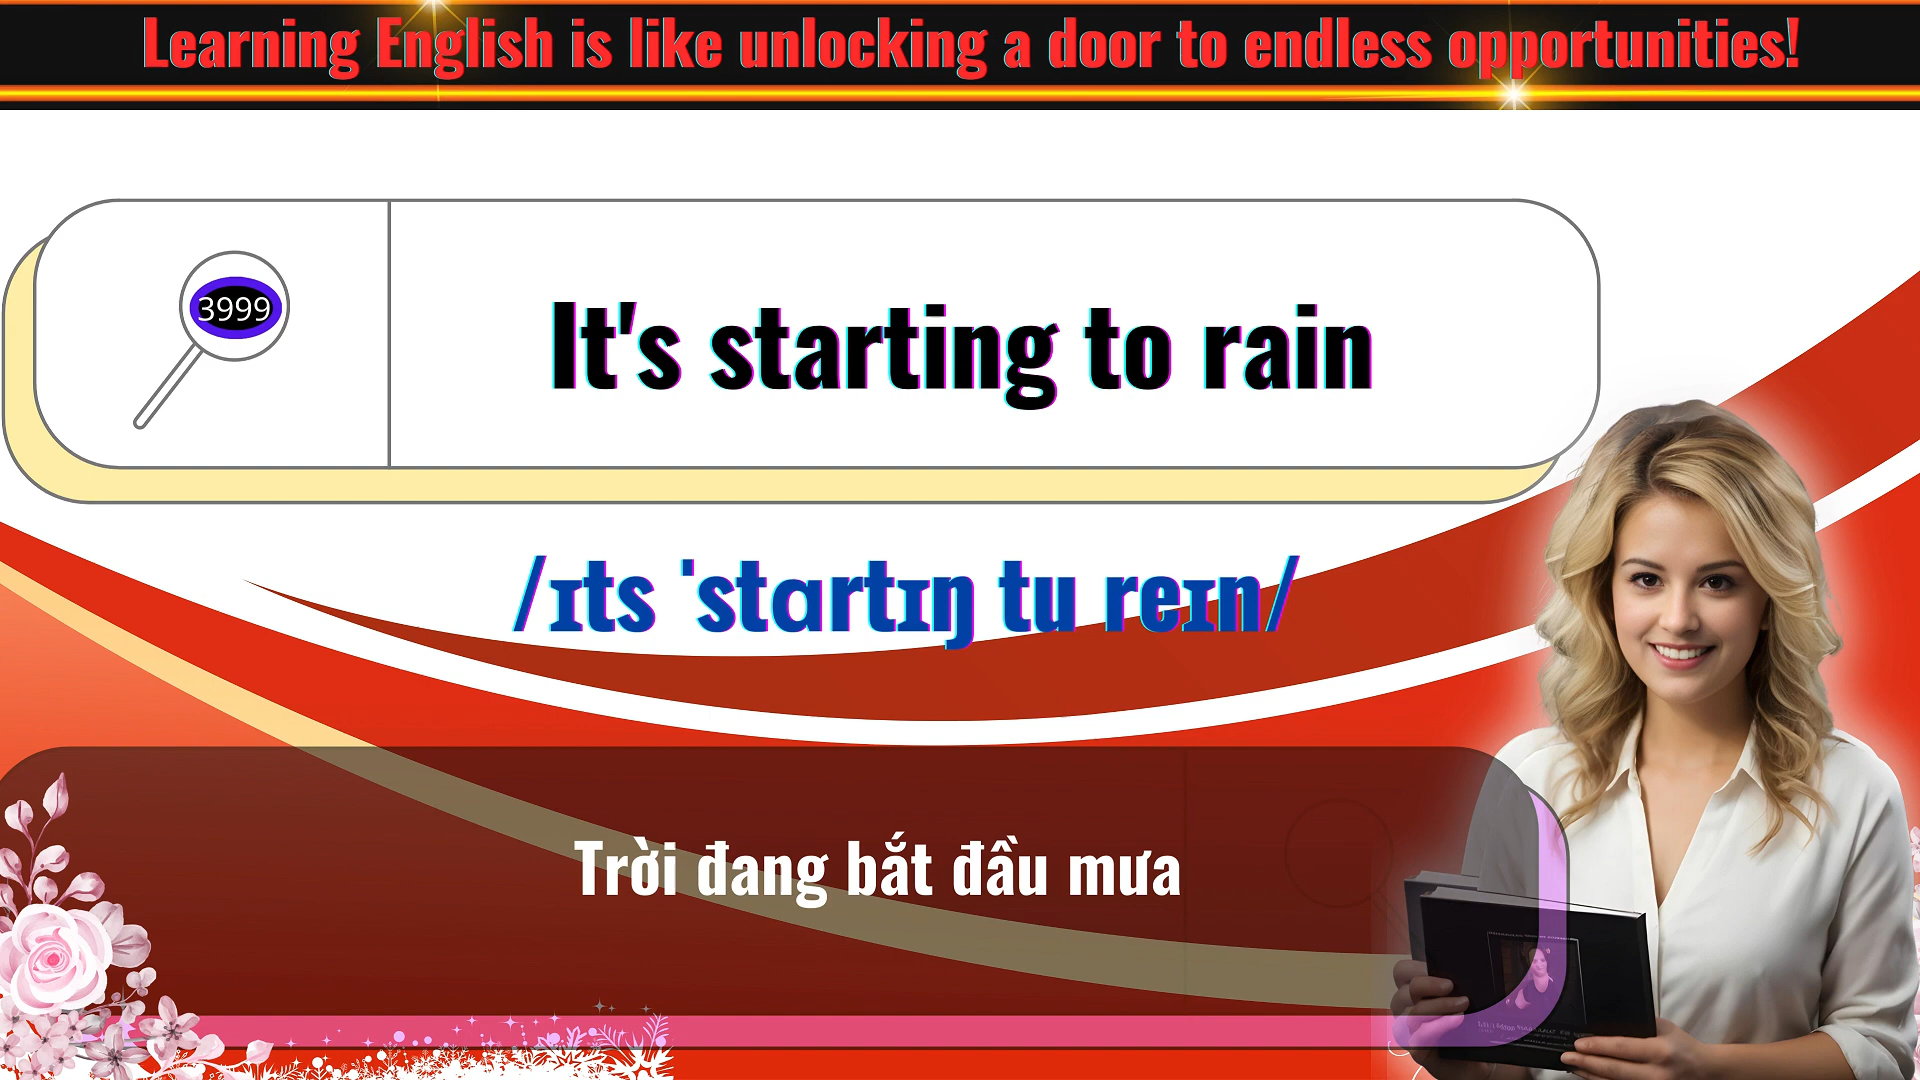 Learning English is like unlocking a door to endless opportunities!
3999
It's starting to rain
/ɪts ˈstɑrtɪŋ tu reɪn/
Trời đang bắt đầu mưa